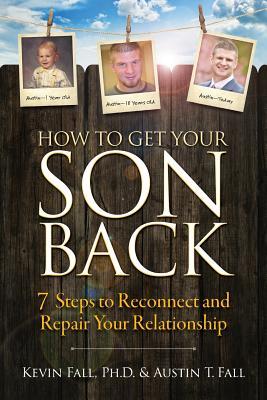 Austin—1 Year old
Austin—18 Years old
Austin—Today
HOW TO GET YOUR
SON
BACK
7 Steps to Reconnect and
Repair Your Relationship
KEVIN FALL, PH.D. & AUSTIN T. FALL